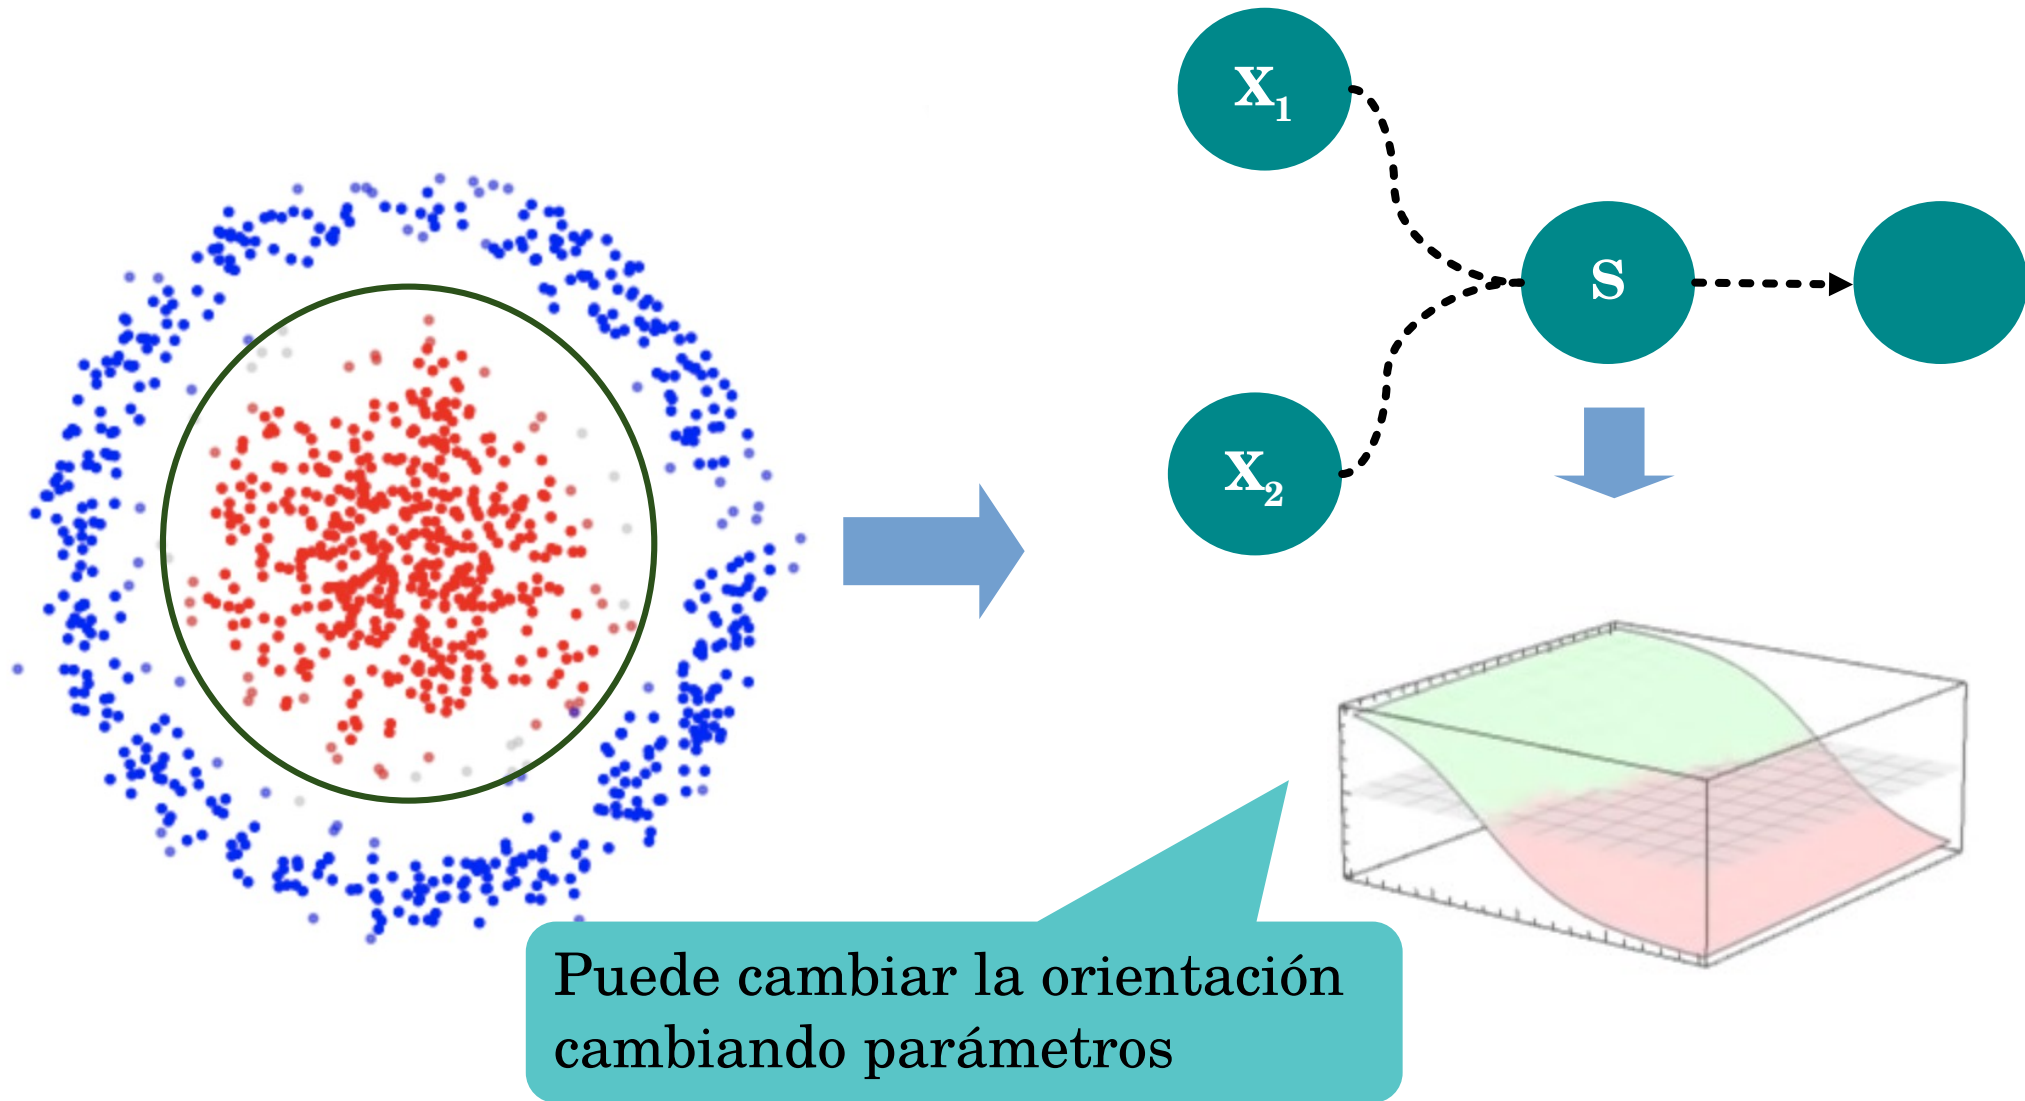 X₁
S
X₂
Puede cambiar la orientación
cambiando parámetros